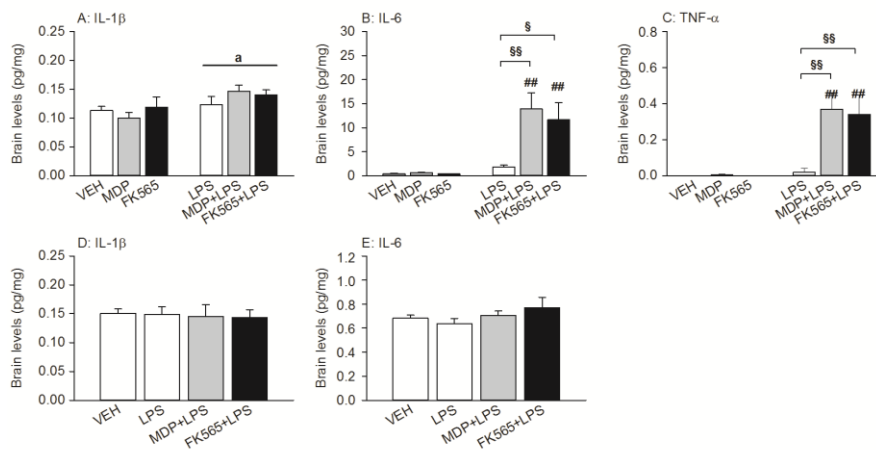 A: IL-1β
B: IL-6
C: TNF-α
Brain levels (pg/mg)
0.25
0.20
0.15
0.10
0.05
0.00
a
VEH
MDP
FK565
LPS
MDP+LPS
FK565+LPS
Brain levels (pg/mg)
30
25
20
15
10
5
0
§
§§
##
##
VEH
MDP
FK565
LPS
MDP+LPS
FK565+LPS
Brain levels (pg/mg)
0.8
0.6
0.4
0.2
0.0
§§
§§
##
##
VEH
MDP
FK565
LPS
MDP+LPS
FK565+LPS
D: IL-1β
E: IL-6
Brain levels (pg/mg)
0.25
0.20
0.15
0.10
0.05
0.00
VEH
LPS
MDP+LPS
FK565+LPS
Brain levels (pg/mg)
1.2
1.0
0.8
0.6
0.4
0.2
0.0
VEH
LPS
MDP+LPS
FK565+LPS